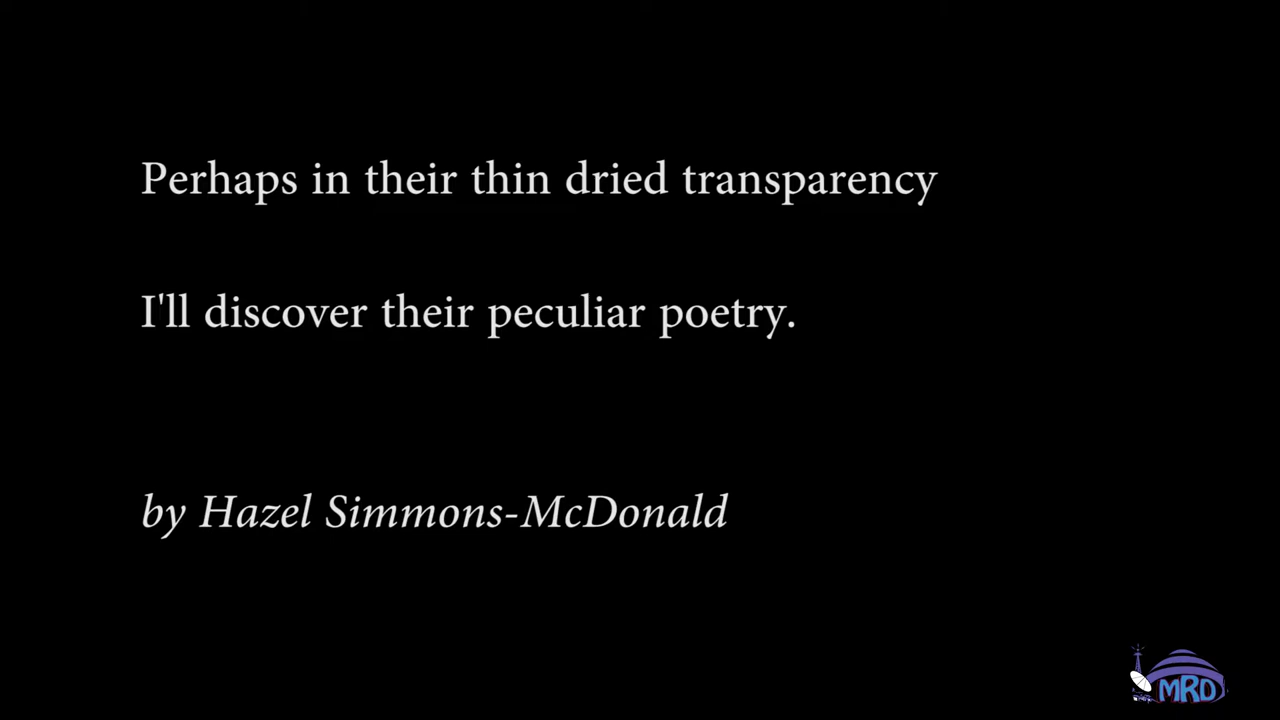 Perhaps in their thin dried transparency
I'll discover their peculiar poetry.
by Hazel Simmons-McDonald
MRD